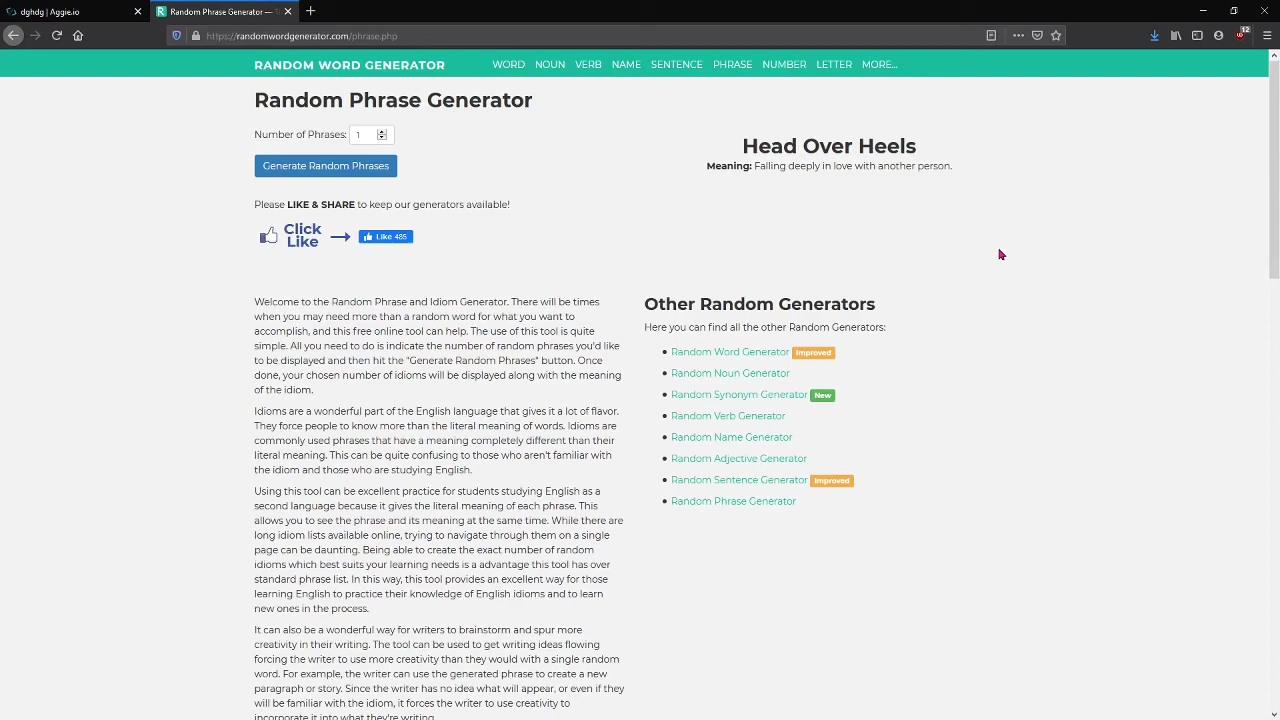 dghg | Aggie.io
Random Phrase Generator —
https://randomwordgenerator.com/phrase.php
12
RANDOM WORD GENERATOR
WORD NOUN VERB NAME SENTENCE PHRASE NUMBER LETTER MORE...
Random Phrase Generator
Number of Phrases: 1
Generate Random Phrases
Head Over Heels
Meaning: Falling deeply in love with another person.
Please LIKE & SHARE to keep our generators available!
Click
Like
Like 485
Welcome to the Random Phrase and Idiom Generator. There will be times
when you may need more than a random word for what you want to
accomplish, and this free online tool can help. The use of this tool is quite
simple. All you need to do is indicate the number of random phrases you'd like
to be displayed and then hit the "Generate Random Phrases" button. Once
done, your chosen number of idioms will be displayed along with the meaning
of the idiom.
Idioms are a wonderful part of the English language that gives it a lot of flavor.
They force people to know more than the literal meaning of words. Idioms are
commonly used phrases that have a meaning completely different than their
literal meaning. This can be quite confusing to those who aren't familiar with
the idiom and those who are studying English.
Using this tool can be excellent practice for students studying English as a
second language because it gives the literal meaning of each phrase. This
allows you to see the phrase and its meaning at the same time. While there are
long idiom lists available online, trying to navigate through them on a single
page can be daunting. Being able to create the exact number of random
idioms which best suits your learning needs is a advantage this tool has over
standard phrase list. In this way, this tool provides an excellent way for those
learning English to practice their knowledge of English idioms and to learn
new ones in the process.
It can also be a wonderful way for writers to brainstorm and spur more
creativity in their writing. The tool can be used to get writing ideas flowing
forcing the writer to use more creativity than they would with a single random
word. For example, the writer can use the generated phrase to create a new
paragraph or story. Since the writer has no idea what will appear, or even if they
will be familiar with the idiom, it forces the writer to use creativity to
incorporate it into what they're writing.
Other Random Generators
Here you can find all the other Random Generators:
Random Word Generator Improved
Random Noun Generator
Random Synonym Generator New
Random Verb Generator
Random Name Generator
Random Adjective Generator
Random Sentence Generator Improved
Random Phrase Generator